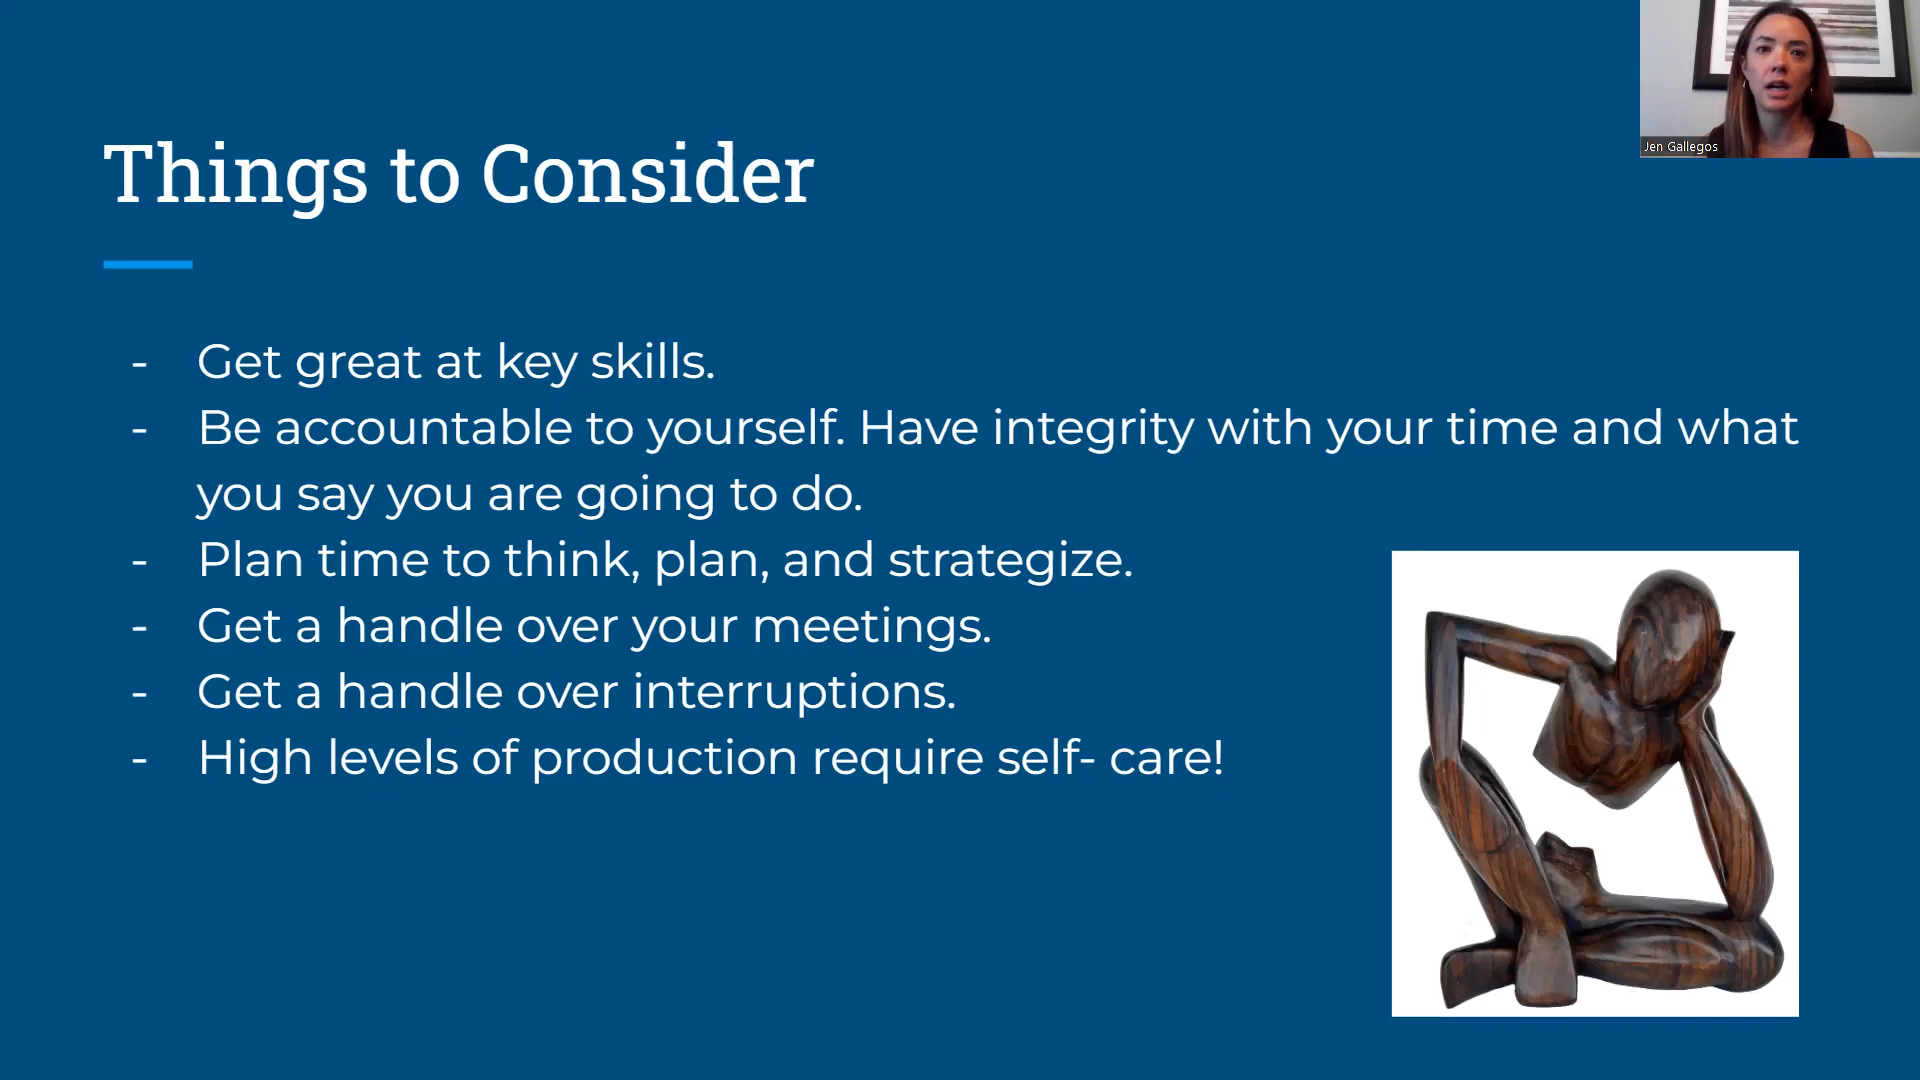 Jen Gallegos
Things to Consider
- Get great at key skills.
- Be accountable to yourself. Have integrity with your time and what
you say you are going to do.
- Plan time to think, plan, and strategize.
- Get a handle over your meetings.
- Get a handle over interruptions.
- High levels of production require self- care!